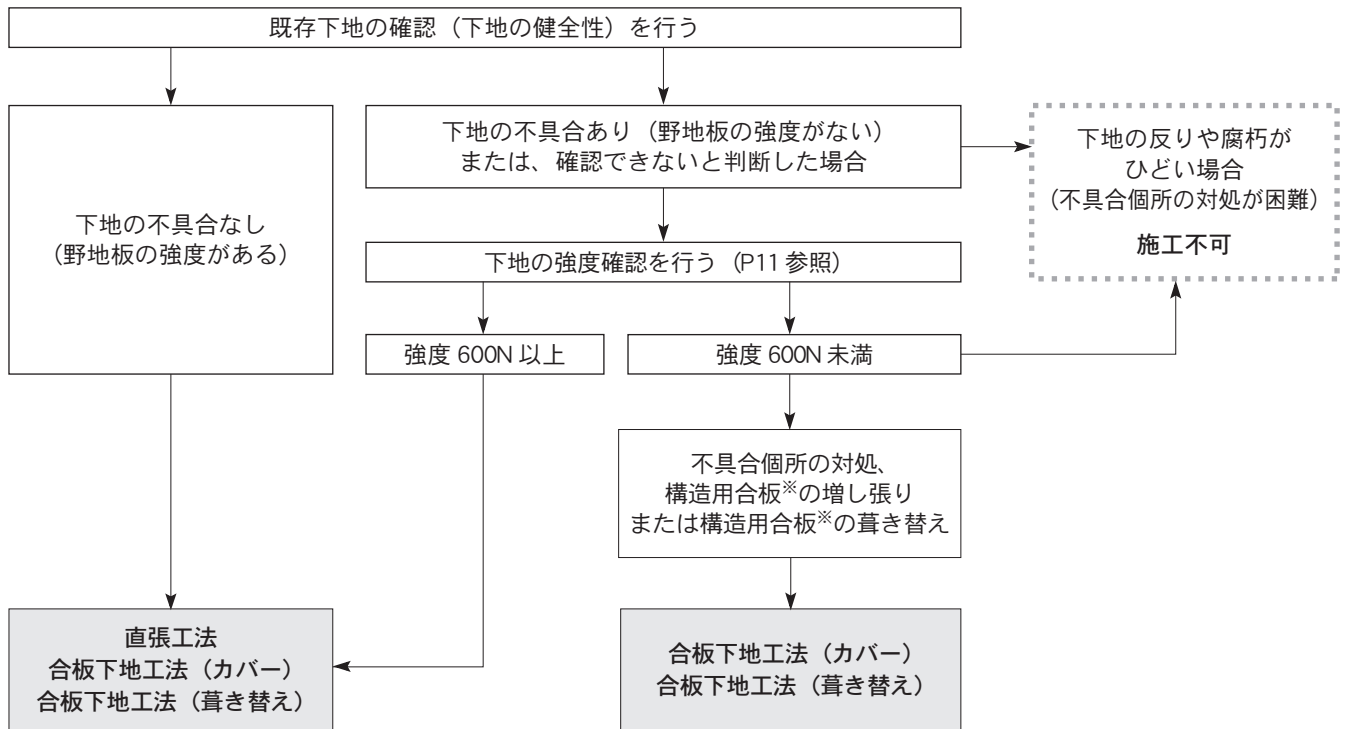 既存下地の確認（下地の健全性）を行う
下地の不具合なし
（野地板の強度がある）
下地の不具合あり（野地板の強度がない）
または、確認できないと判断した場合
下地の反りや腐朽が
ひどい場合
（不具合個所の対処が困難）
施工不可
下地の強度確認を行う（P11 参照）
強度 600N 以上
強度 600N 未満
不具合個所の対処、
構造用合板※の増し張り
または構造用合板※の葺き替え
直張工法
合板下地工法（カバー）
合板下地工法（葺き替え）
合板下地工法（カバー）
合板下地工法（葺き替え）